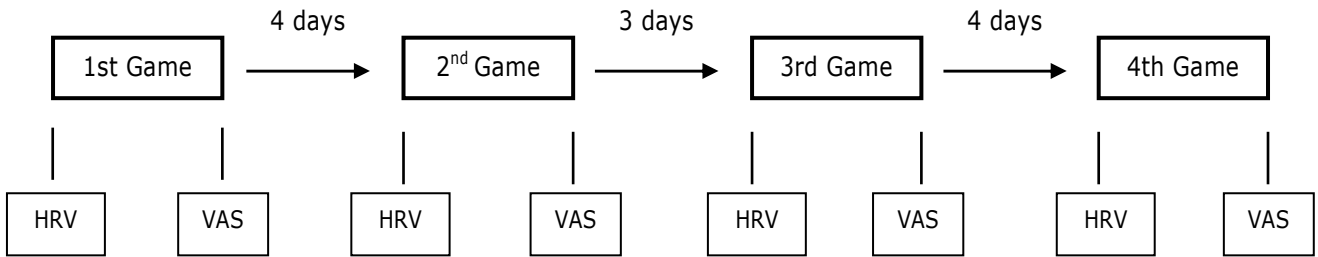 4 days 3 days 4 days
1st Game 2nd Game 3rd Game 4th Game
HRV VAS HRV VAS HRV VAS HRV VAS